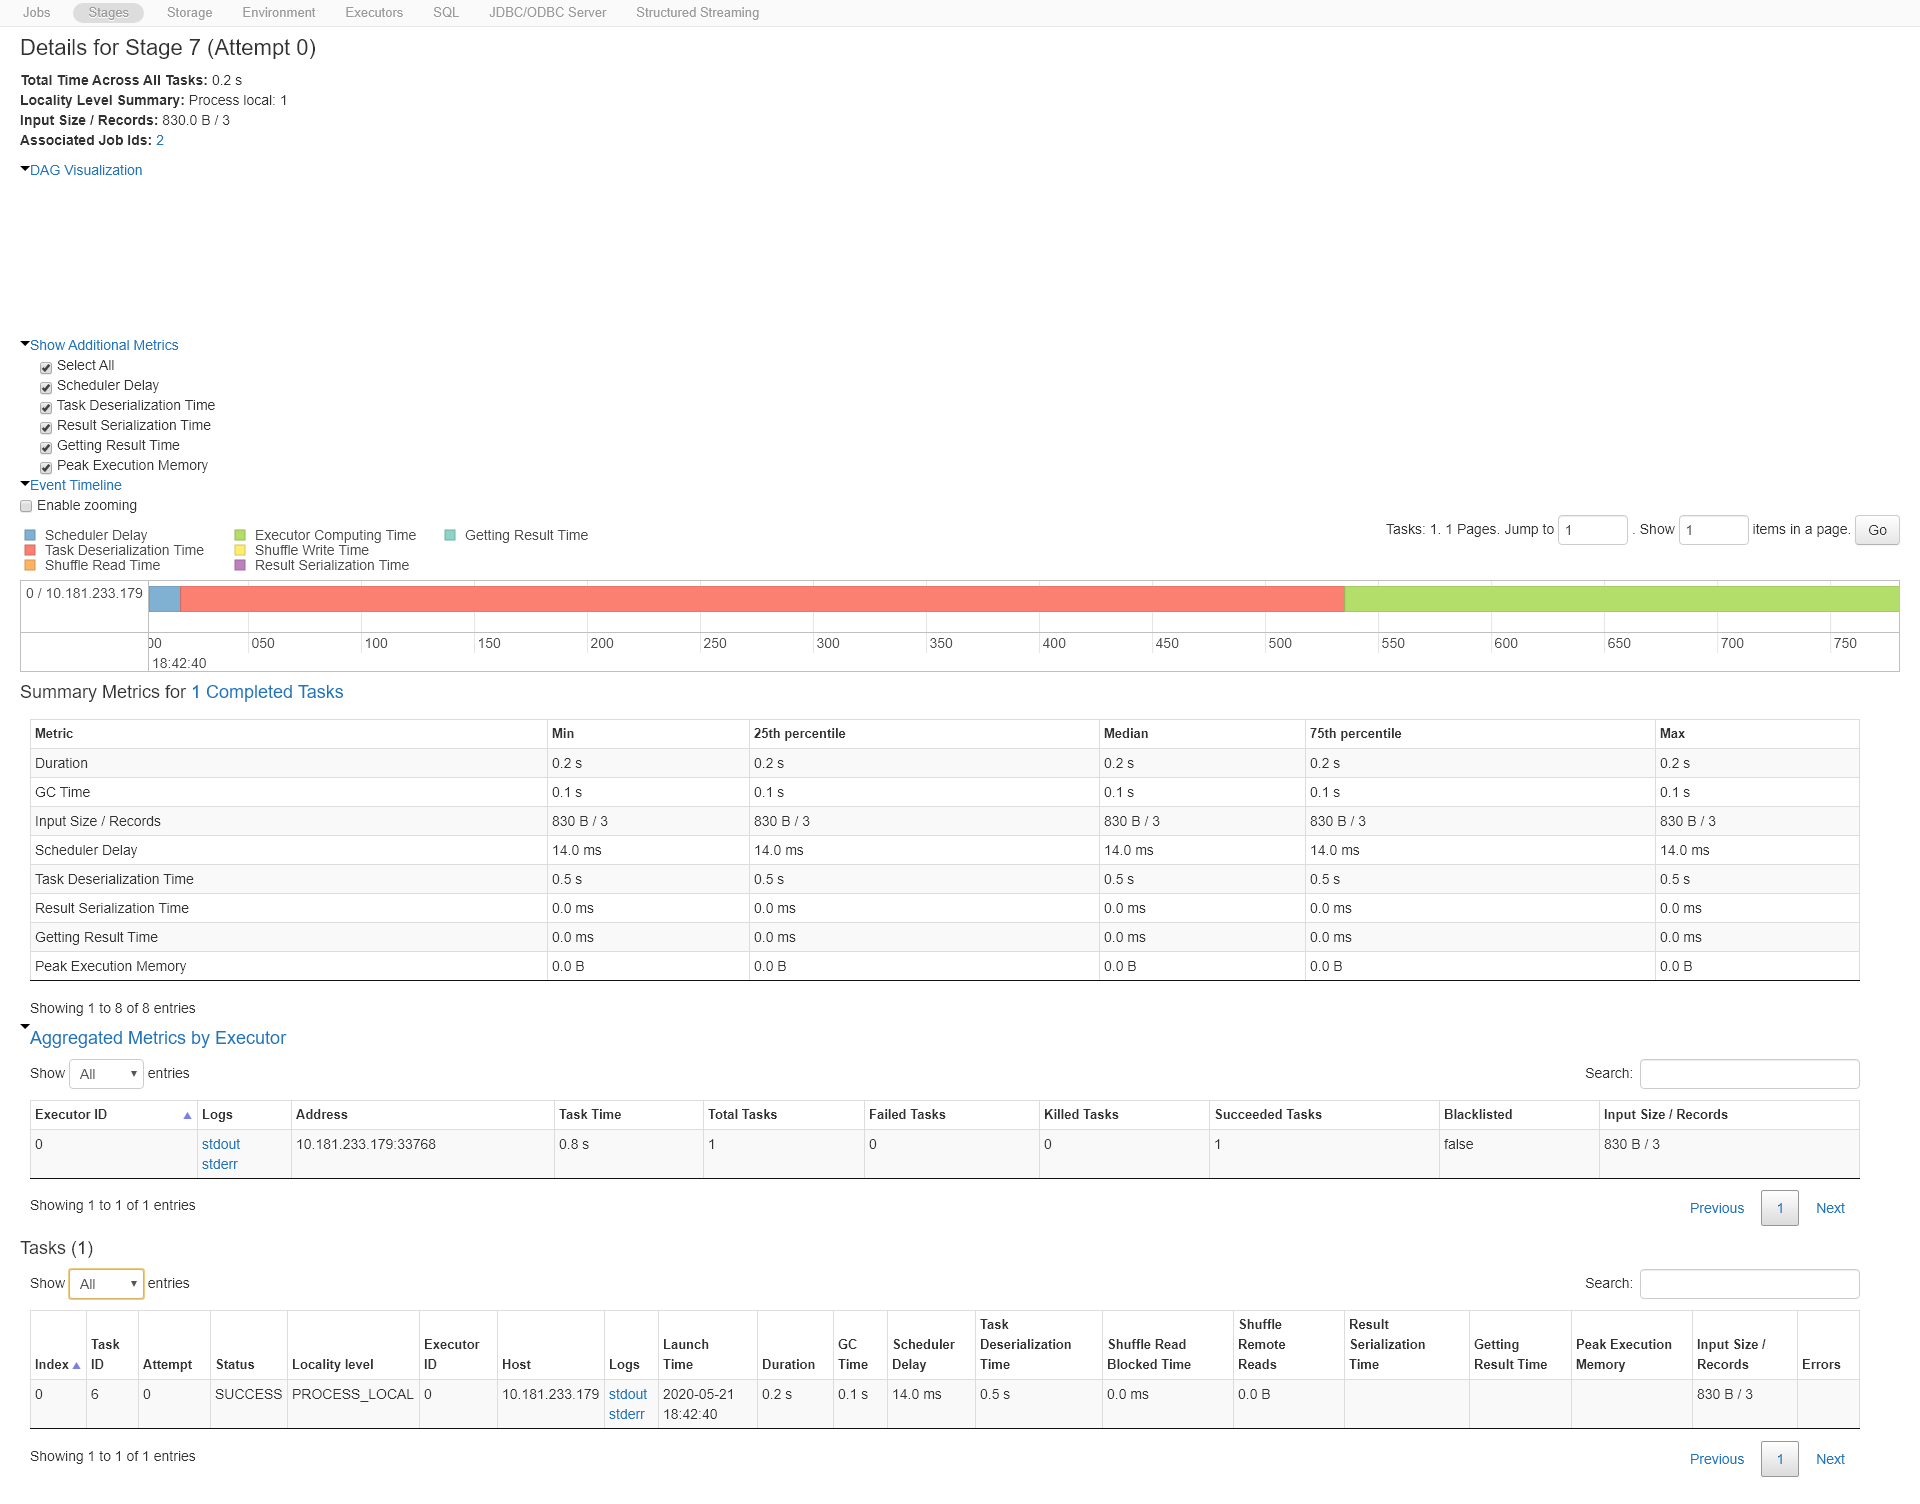 Jobs Stages Storage Environment Executors SQL JDBC/ODBC Server Structured Streaming
Details for Stage 7 (Attempt 0)
Total Time Across All Tasks: 0.2 s
Locality Level Summary: Process local: 1
Input Size / Records: 830.0 B / 3
Associated Job Ids: 2
DAG Visualization
Show Additional Metrics
Select All
Scheduler Delay
Task Deserialization Time
Result Serialization Time
Getting Result Time
Peak Execution Memory
Event Timeline
Enable zooming
Tasks: 1. 1 Pages. Jump to 1 . Show 1 items in a page. Go
Scheduler Delay Executor Computing Time Getting Result Time
Task Deserialization Time Shuffle Write Time
Shuffle Read Time Result Serialization Time
0 / 10.181.233.179
00 050 100 150 200 250 300 350 400 450 500 550 600 650 700 750
18:42:40
Summary Metrics for 1 Completed Tasks
Metric Min 25th percentile Median 75th percentile Max
Duration 0.2 s 0.2 s 0.2 s 0.2 s 0.2 s
GC Time 0.1 s 0.1 s 0.1 s 0.1 s 0.1 s
Input Size / Records 830 B / 3 830 B / 3 830 B / 3 830 B / 3 830 B / 3
Scheduler Delay 14.0 ms 14.0 ms 14.0 ms 14.0 ms 14.0 ms
Task Deserialization Time 0.5 s 0.5 s 0.5 s 0.5 s 0.5 s
Result Serialization Time 0.0 ms 0.0 ms 0.0 ms 0.0 ms 0.0 ms
Getting Result Time 0.0 ms 0.0 ms 0.0 ms 0.0 ms 0.0 ms
Peak Execution Memory 0.0 B 0.0 B 0.0 B 0.0 B 0.0 B
Showing 1 to 8 of 8 entries
Aggregated Metrics by Executor
Show All entries Search:
Executor ID Logs Address Task Time Total Tasks Failed Tasks Killed Tasks Succeeded Tasks Blacklisted Input Size / Records
0 stdout 10.181.233.179:33768 0.8 s 1 0 0 1 false 830 B / 3
stderr
Showing 1 to 1 of 1 entries
Previous 1 Next
Tasks (1)
Show All entries Search:
Task Shuffle Result
Task Executor Launch GC Scheduler Deserialization Shuffle Read Remote Serialization Getting Peak Execution Input Size /
Index ID Attempt Status Locality level ID Host Logs Time Duration Time Delay Time Blocked Time Reads Time Result Time Memory Records Errors
0 6 0 SUCCESS PROCESS_LOCAL 0 10.181.233.179 stdout 2020-05-21 0.2 s 0.1 s 14.0 ms 0.5 s 0.0 ms 0.0 B 830 B / 3
stderr 18:42:40
Showing 1 to 1 of 1 entries
Previous 1 Next